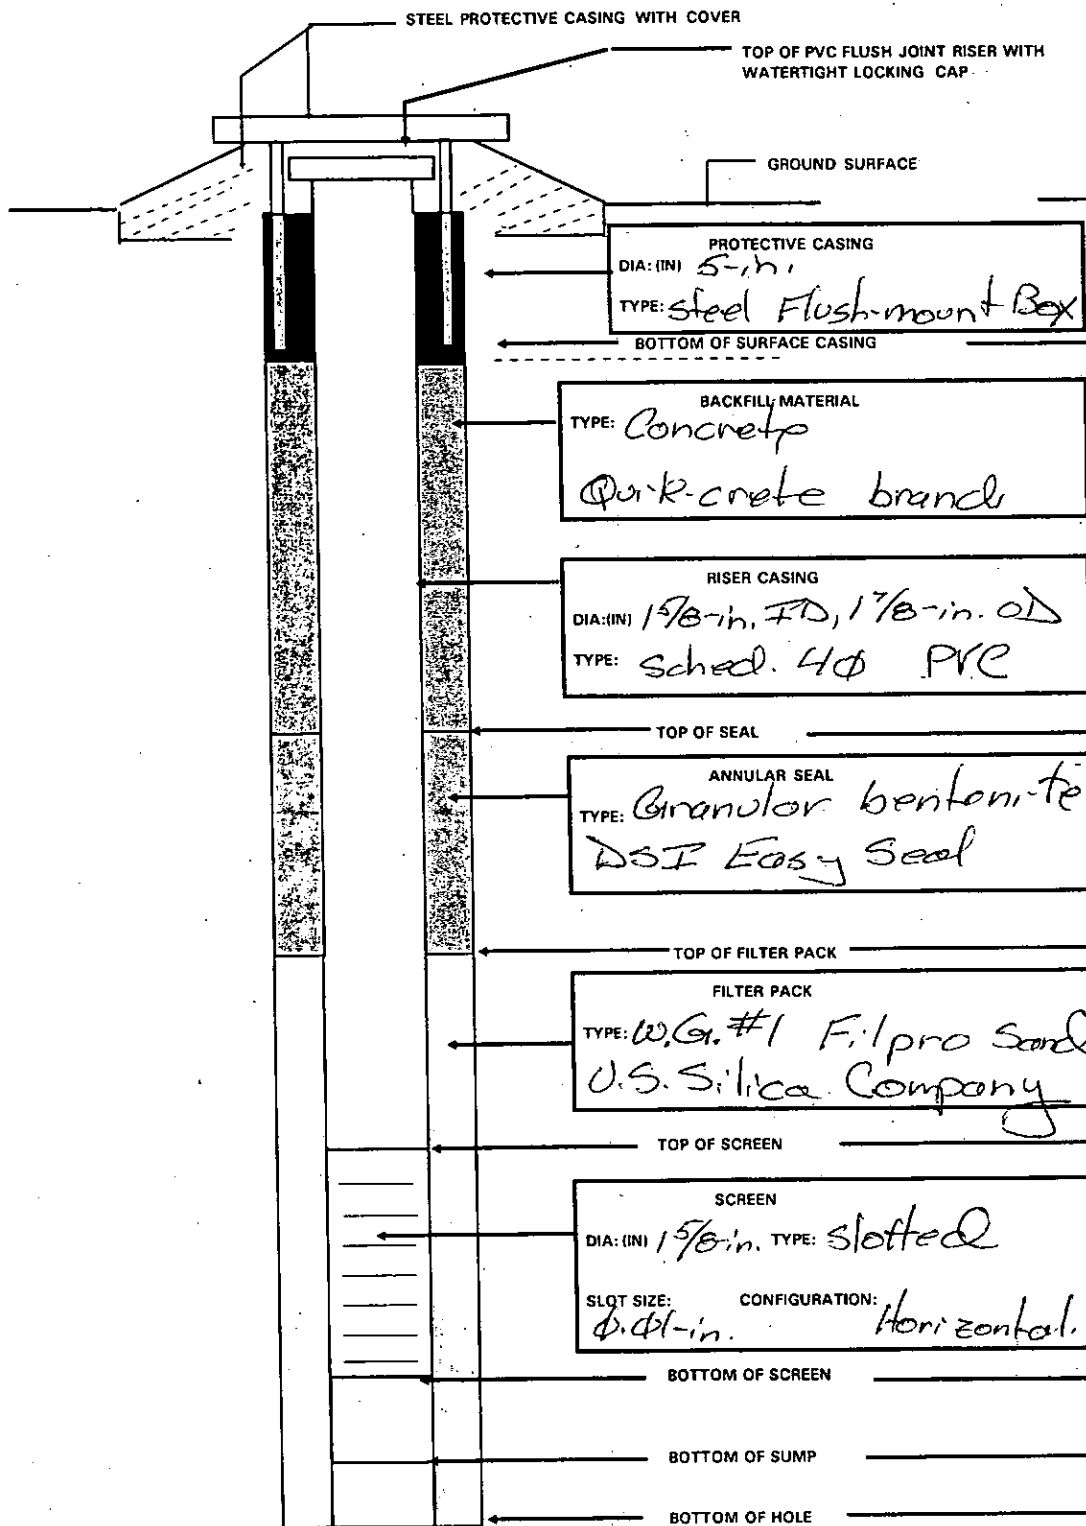 STEEL PROTECTIVE CASING WITH COVER
TOP OF PVC FLUSH JOINT RISER WITH
WATERTIGHT LOCKING CAP
GROUND SURFACE
PROTECTIVE CASING
DIA: (IN) 5-in.
TYPE: steel Flush-mount Box
BOTTOM OF SURFACE CASING
BACKFILL MATERIAL
TYPE: Concrete
Quik-crete brand
RISER CASING
DIA:(IN) 1 5/8-in. ID, 1 7/8-in. OD
TYPE: Sched. 40 PVC
TOP OF SEAL
ANNULAR SEAL
TYPE: Granular bentonite
DSI Easy Seal
TOP OF FILTER PACK
FILTER PACK
TYPE: W.G. #1 Filpro Sand
U.S. Silica Company
TOP OF SCREEN
SCREEN
DIA: (IN) 1 5/8-in. TYPE: slotted
SLOT SIZE: CONFIGURATION:
0.01-in. Horizontal.
BOTTOM OF SCREEN
BOTTOM OF SUMP
BOTTOM OF HOLE